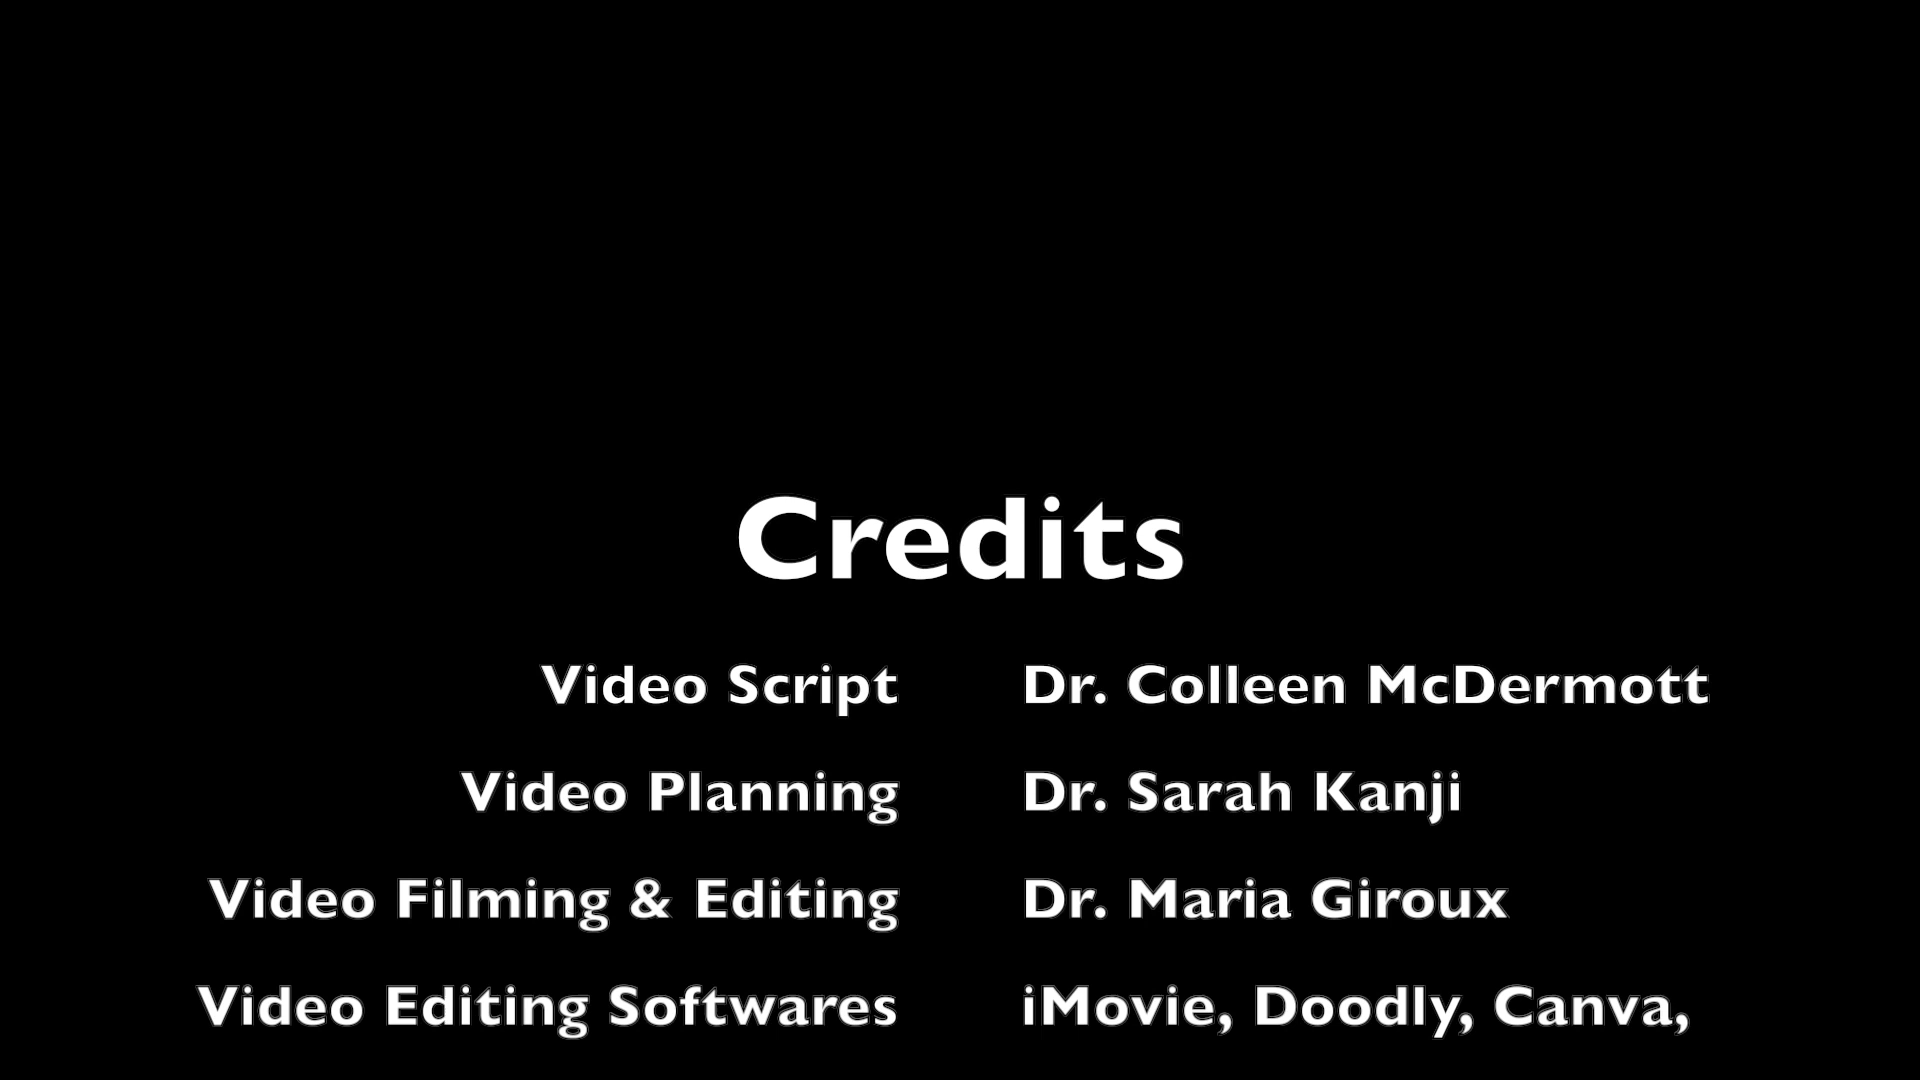 Credits
Video Script Dr. Colleen McDermott
Video Planning Dr. Sarah Kanji
Video Filming & Editing Dr. Maria Giroux
Video Editing Softwares iMovie, Doodly, Canva,